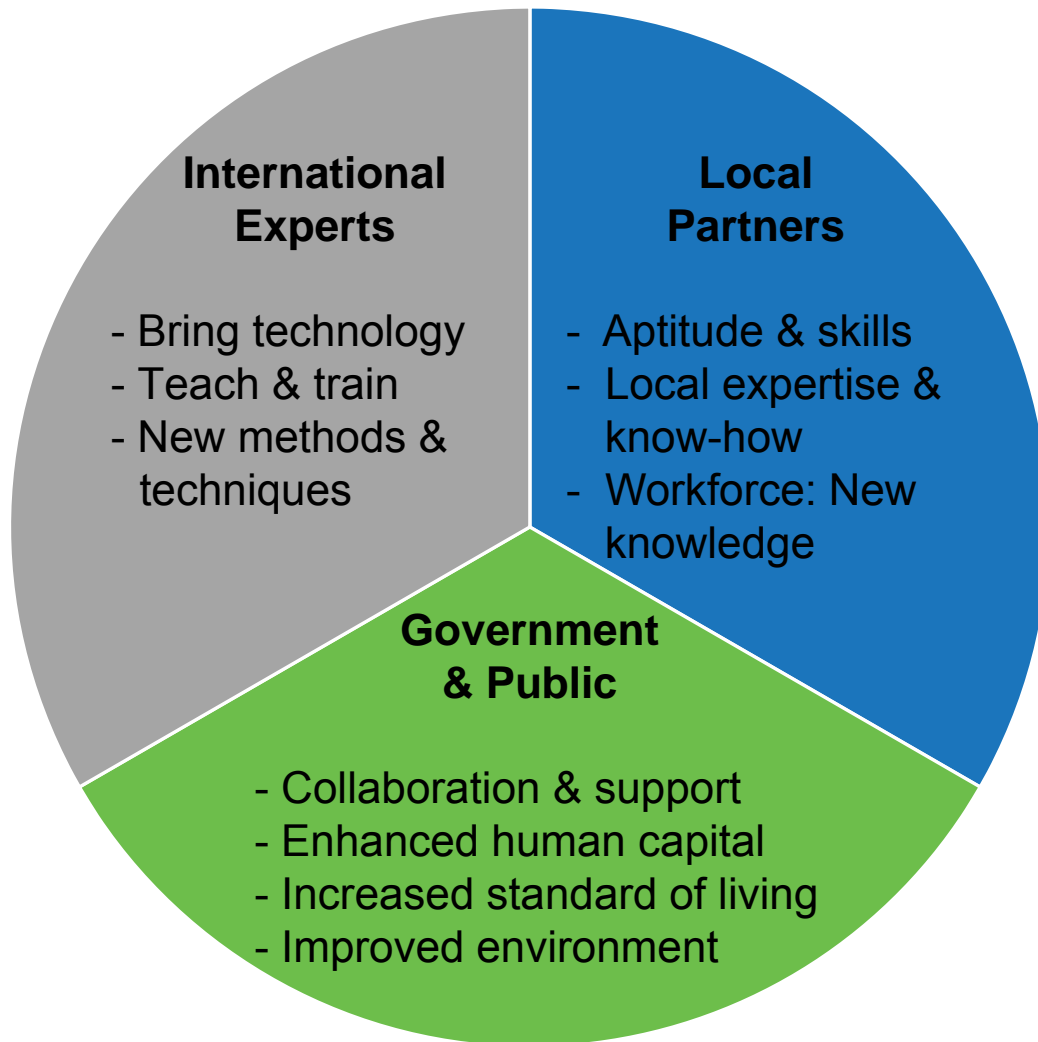 International
Experts
- Bring technology
- Teach & train
- New methods &
techniques
Local
Partners
- Aptitude & skills
- Local expertise &
know-how
- Workforce: New
knowledge
Government
& Public
- Collaboration & support
- Enhanced human capital
- Increased standard of living
- Improved environment